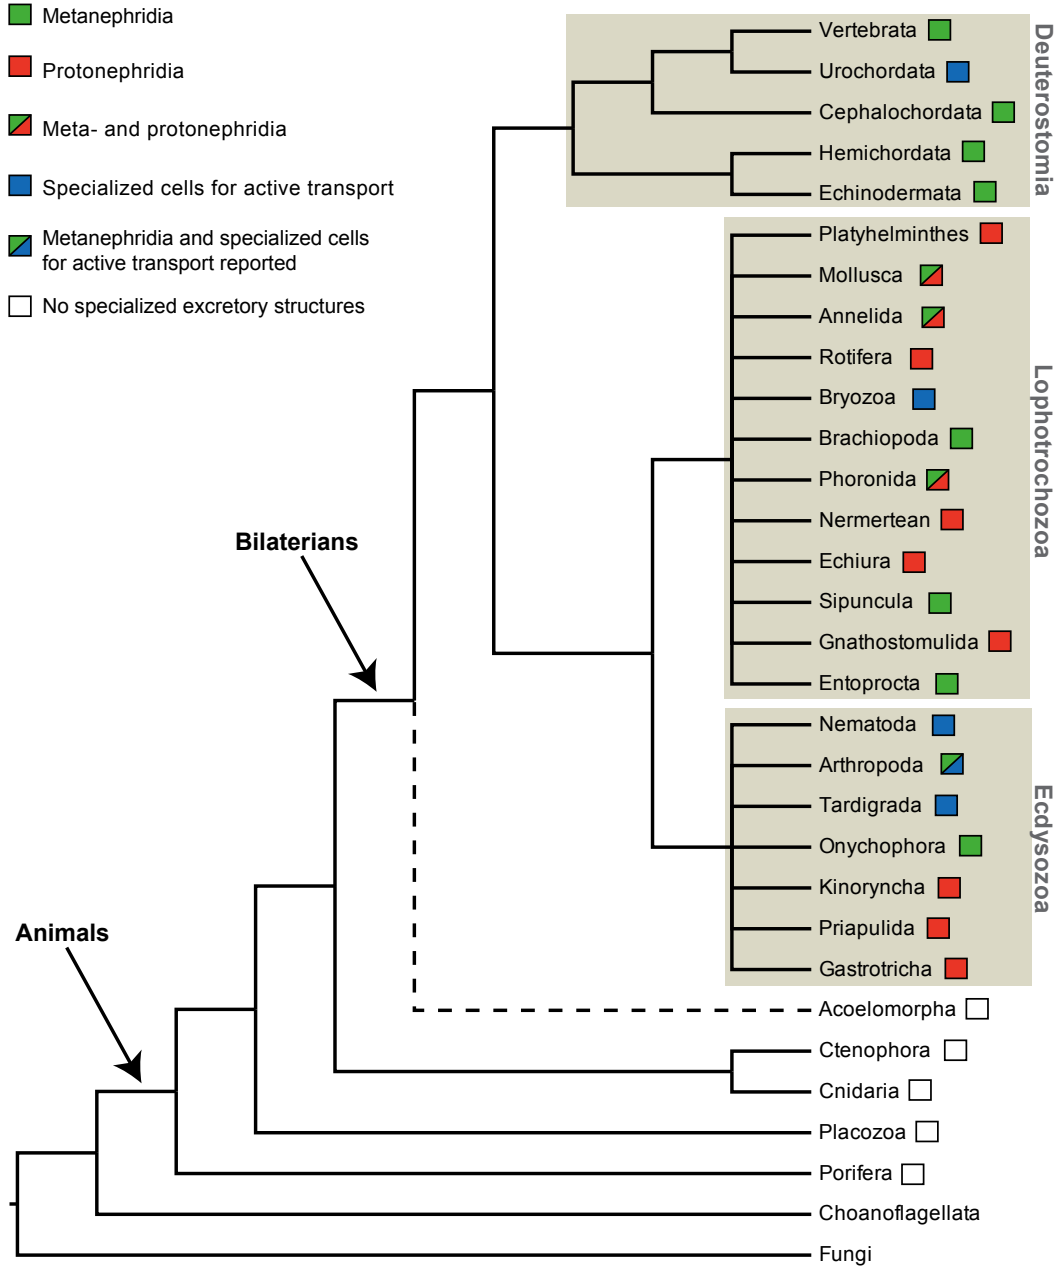 Metanephridia
Protonephridia
Meta- and protonephridia
Specialized cells for active transport
Metanephridia and specialized cells
for active transport reported
No specialized excretory structures
Vertebrata
Urochordata
Cephalochordata
Hemichordata
Echinodermata
Deuterostomia
Platyhelminthes
Mollusca
Annelida
Rotifera
Bryozoa
Brachiopoda
Phoronida
Nermertean
Echiura
Sipuncula
Gnathostomulida
Entoprocta
Lophotrochozoa
Nematoda
Arthropoda
Tardigrada
Onychophora
Kinoryncha
Priapulida
Gastrotricha
Ecdysozoa
Acoelomorpha
Ctenophora
Cnidaria
Placozoa
Porifera
Choanoflagellata
Fungi
Bilaterians
Animals